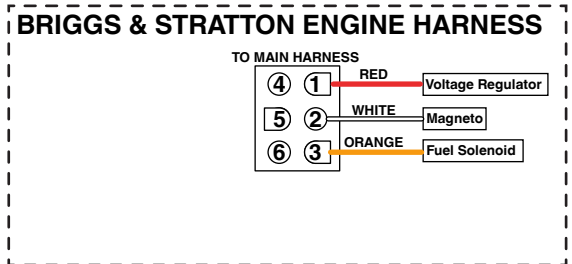 BRIGGS & STRATTON ENGINE HARNESS
TO MAIN HARNESS
4 1 RED Voltage Regulator
5 2 WHITE Magneto
6 3 ORANGE Fuel Solenoid